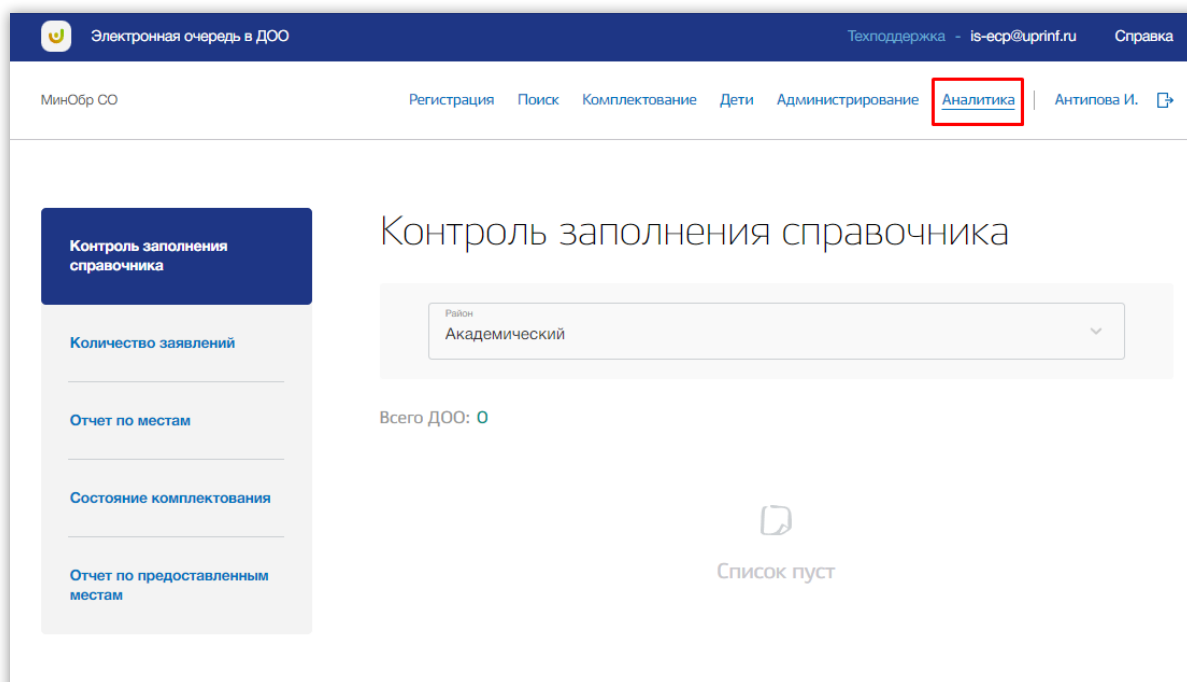 Электронная очередь в ДОО
Техподдержка - is-ecp@uprinf.ru Справка
МинОбр СО
Регистрация Поиск Комплектование Дети Администрирование Аналитика Антипова И.
Контроль заполнения справочника
Контроль заполнения
справочника
Район
Академический
Количество заявлений
Отчет по местам
Всего ДОО: 0
Состояние комплектования
Список пуст
Отчет по предоставленным
местам